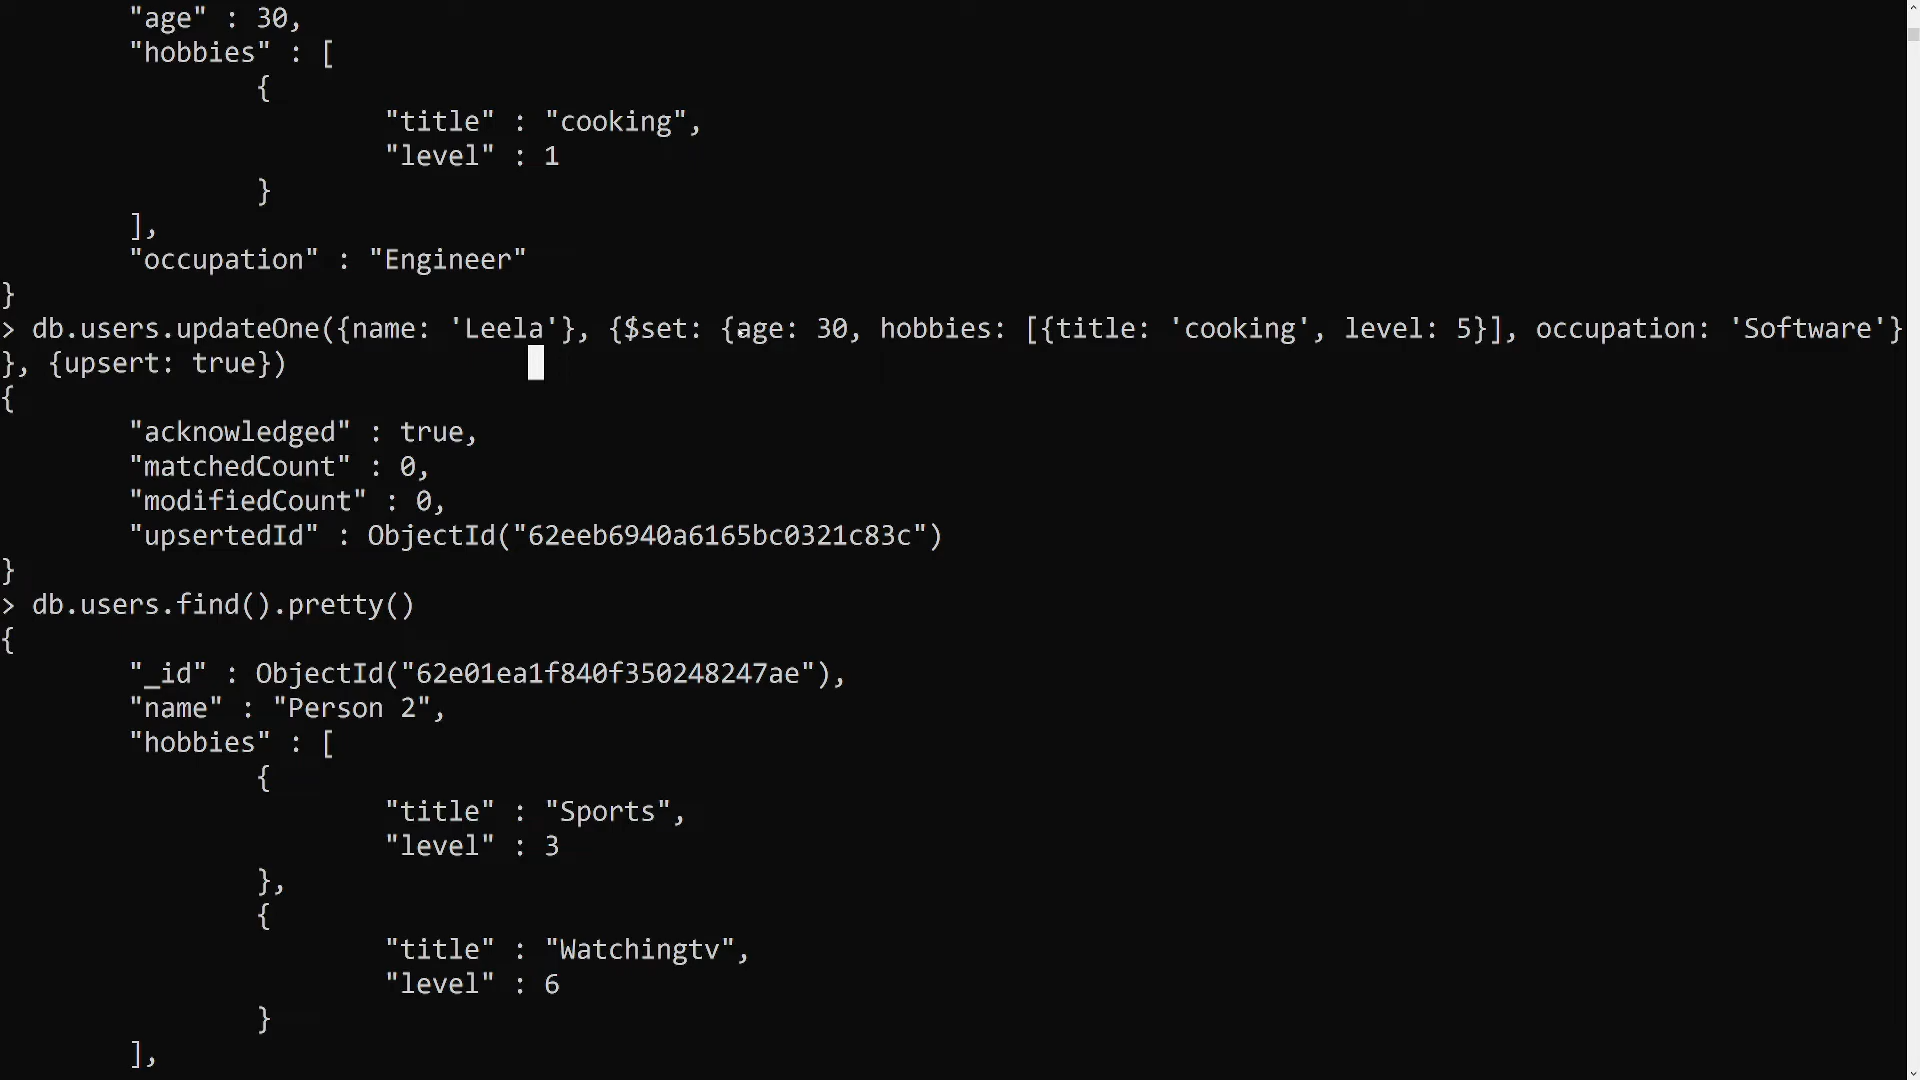 "age" : 30,
"hobbies" : [
{
"title" : "cooking",
"level" : 1
}
],
"occupation" : "Engineer"
}
> db.users.updateOne({name: 'Leela'}, {$set: {age: 30, hobbies: [{title: 'cooking', level: 5}], occupation: 'Software'}
}, {upsert: true})
{
"acknowledged" : true,
"matchedCount" : 0,
"modifiedCount" : 0,
"upsertedId" : ObjectId("62eeb6940a6165bc0321c83c")
}
> db.users.find().pretty()
{
"_id" : ObjectId("62e01ea1f840f350248247ae"),
"name" : "Person 2",
"hobbies" : [
{
"title" : "Sports",
"level" : 3
},
{
"title" : "Watchingtv",
"level" : 6
}
],